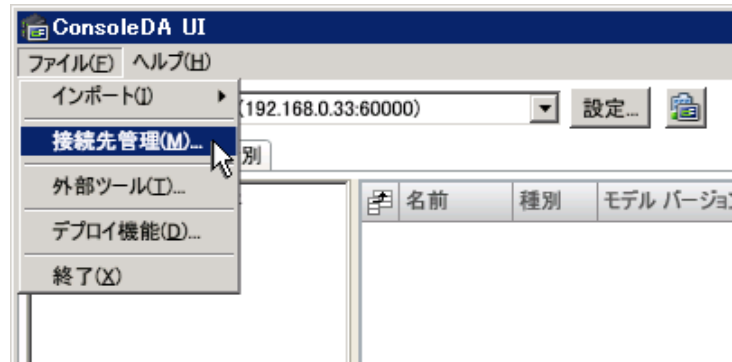 ConsoleDA UI
ファイル(F) ヘルプ(H)
インポート(I)
(192.168.0.33:60000)
設定...
接続先管理(M)...
別
外部ツール(T)...
名前 種別 モデル バージョン
デプロイ機能(D)...
終了(X)